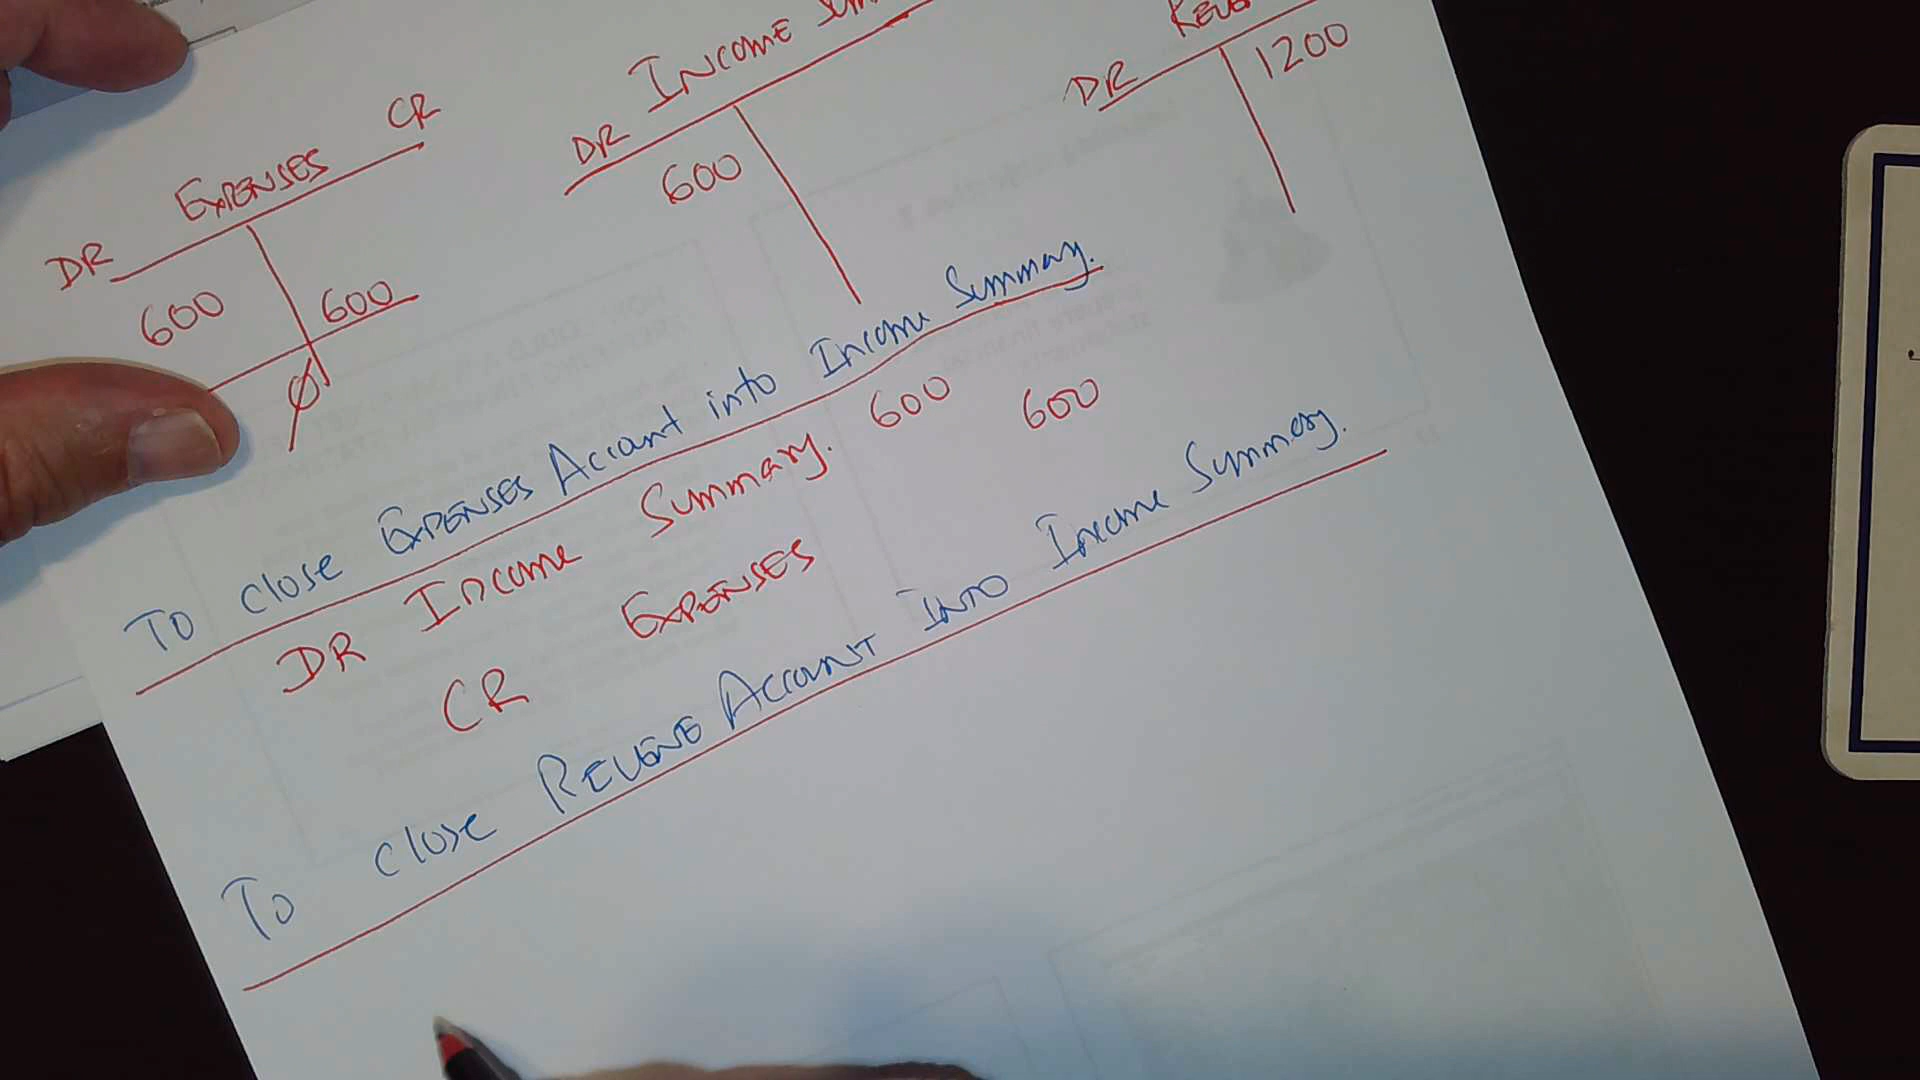 EXPENSES CR
DR
600 600
Ø
INCOME
DR
600
DR
1200
To close EXPENSES Account into Income Summary.
DR Income Summary. 600
CR EXPENSES 600
To close REVENE Account INTO Income Summary.